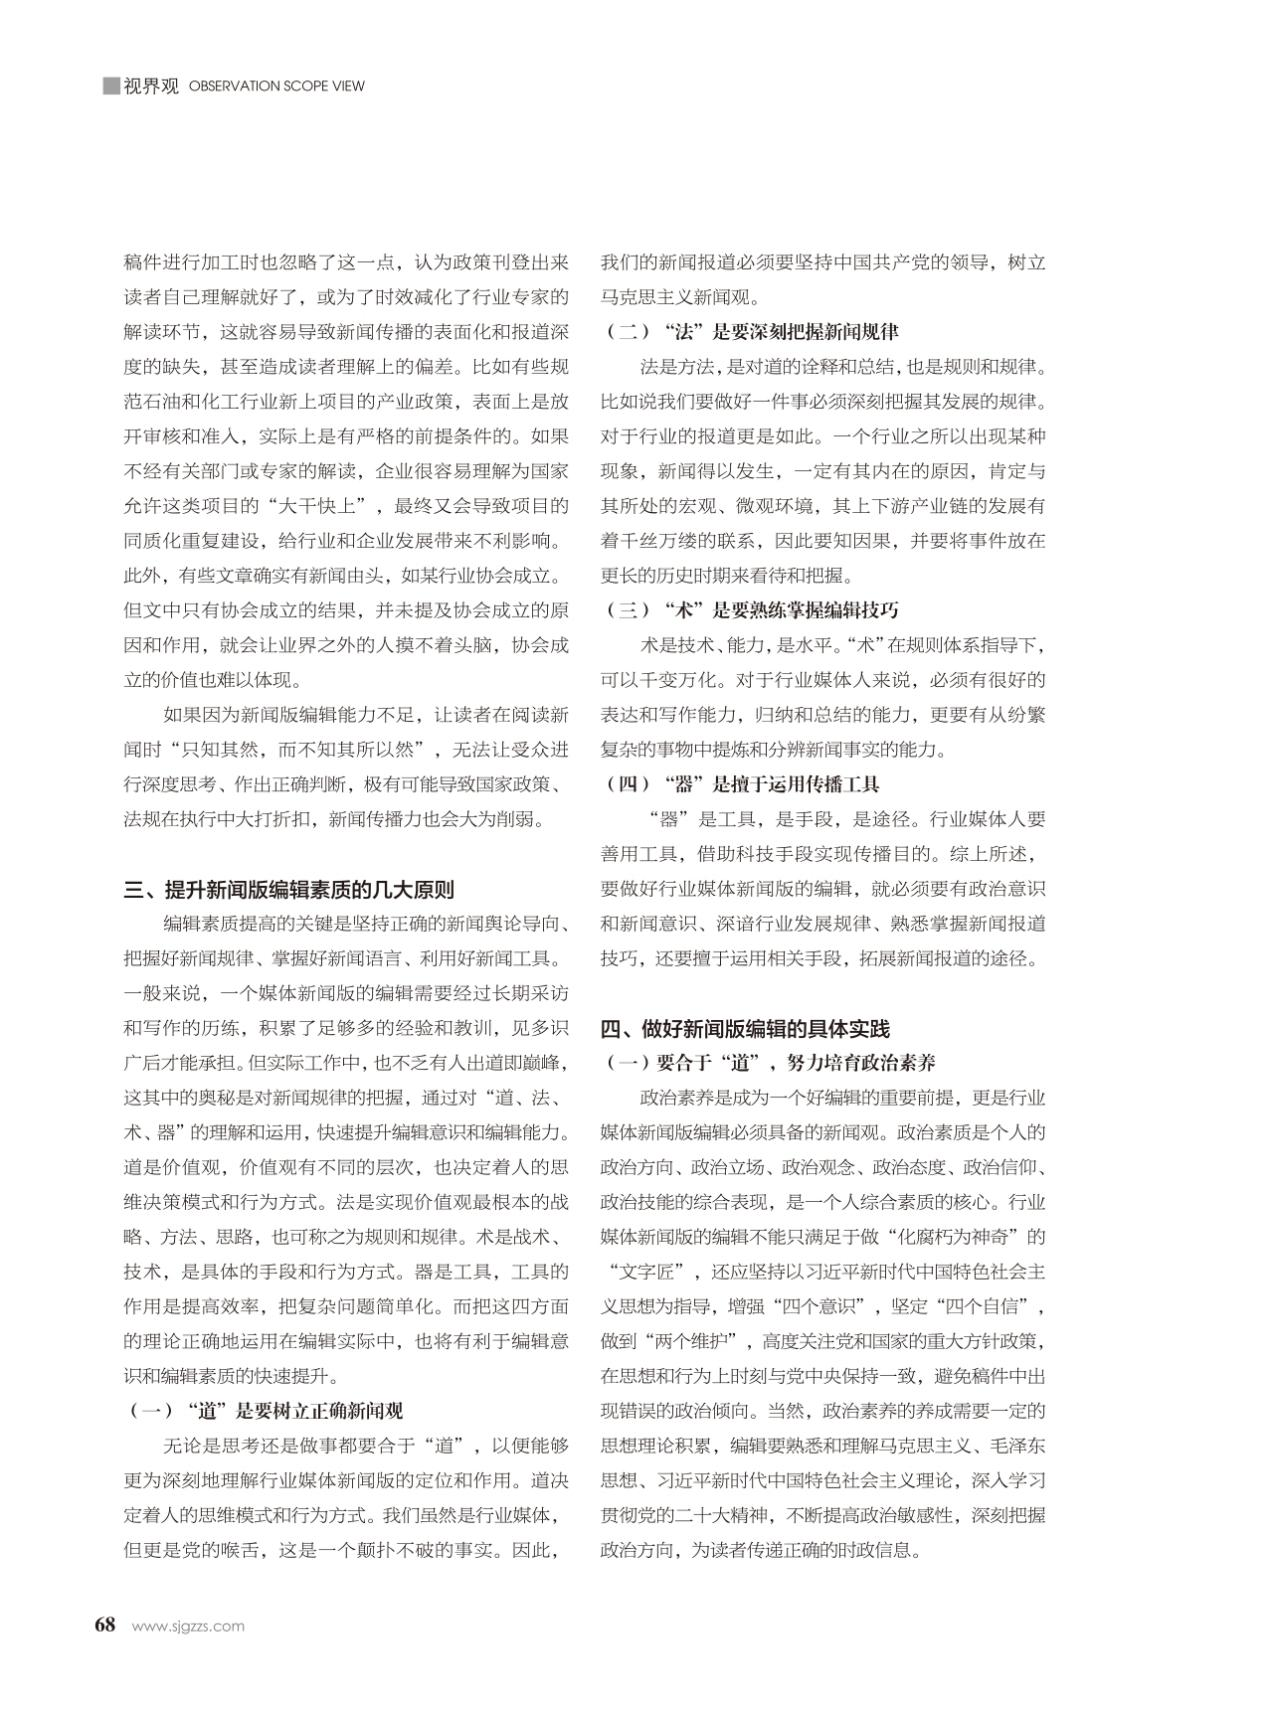 视界观 OBSERVATION SCOPE VIEW
稿件进行加工时也忽略了这一点，认为政策刊登出来
读者自己理解就好了，或为了时效减化了行业专家的
解读环节，这就容易导致新闻传播的表面化和报道深
度的缺失，甚至造成读者理解上的偏差。比如有些规
范石油和化工行业新上项目的产业政策，表面上是放
开审核和准入，实际上是有严格的前提条件的。如果
不经有关部门或专家的解读，企业很容易理解为国家
允许这类项目的“大干快上”，最终又会导致项目的
同质化重复建设，给行业和企业发展带来不利影响。
此外，有些文章确实有新闻由头，如某行业协会成立。
但文中只有协会成立的结果，并未提及协会成立的原
因和作用，就会让业界之外的人摸不着头脑，协会成
立的价值也难以体现。
如果因为新闻版编辑能力不足，让读者在阅读新
闻时“只知其然，而不知其所以然”，无法让受众进
行深度思考、作出正确判断，极有可能导致国家政策、
法规在执行中大打折扣，新闻传播力也会大为削弱。
三、提升新闻版编辑素质的几大原则
编辑素质提高的关键是坚持正确的新闻舆论导向、
把握好新闻规律、掌握好新闻语言、利用好新闻工具。
一般来说，一个媒体新闻版的编辑需要经过长期采访
和写作的历练，积累了足够多的经验和教训，见多识
广后才能承担。但实际工作中，也不乏有人出道即巅峰，
这其中的奥秘是对新闻规律的把握，通过对“道、法、
术、器”的理解和运用，快速提升编辑意识和编辑能力。
道是价值观，价值观有不同的层次，也决定着人的思
维决策模式和行为方式。法是实现价值观最根本的战
略、方法、思路，也可称之为规则和规律。术是战术、
技术，是具体的手段和行为方式。器是工具，工具的
作用是提高效率，把复杂问题简单化。而把这四方面
的理论正确地运用在编辑实际中，也将有利于编辑意
识和编辑素质的快速提升。
（一）“道”是要树立正确新闻观
无论是思考还是做事都要合于“道”，以便能够
更为深刻地理解行业媒体新闻版的定位和作用。道决
定着人的思维模式和行为方式。我们虽然是行业媒体，
但更是党的喉舌，这是一个颠扑不破的事实。因此，
我们的新闻报道必须要坚持中国共产党的领导，树立
马克思主义新闻观。
（二）“法”是要深刻把握新闻规律
法是方法，是对道的诠释和总结，也是规则和规律。
比如说我们要做好一件事必须深刻把握其发展的规律。
对于行业的报道更是如此。一个行业之所以出现某种
现象，新闻得以发生，一定有其内在的原因，肯定与
其所处的宏观、微观环境，其上下游产业链的发展有
着千丝万缕的联系，因此要知因果，并要将事件放在
更长的历史时期来看待和把握。
（三）“术”是要熟练掌握编辑技巧
术是技术、能力，是水平。“术”在规则体系指导下，
可以千变万化。对于行业媒体人来说，必须有很好的
表达和写作能力，归纳和总结的能力，更要有从纷繁
复杂的事物中提炼和分辨新闻事实的能力。
（四）“器”是擅于运用传播工具
“器”是工具，是手段，是途径。行业媒体人要
善用工具，借助科技手段实现传播目的。综上所述，
要做好行业媒体新闻版的编辑，就必须要有政治意识
和新闻意识、深谙行业发展规律、熟悉掌握新闻报道
技巧，还要擅于运用相关手段，拓展新闻报道的途径。
四、做好新闻版编辑的具体实践
（一）要合于“道”，努力培育政治素养
政治素养是成为一个好编辑的重要前提，更是行业
媒体新闻版编辑必须具备的新闻观。政治素质是个人的
政治方向、政治立场、政治观念、政治态度、政治信仰、
政治技能的综合表现，是一个人综合素质的核心。行业
媒体新闻版的编辑不能只满足于做“化腐朽为神奇”的
“文字匠”，还应坚持以习近平新时代中国特色社会主
义思想为指导，增强“四个意识”，坚定“四个自信”，
做到“两个维护”，高度关注党和国家的重大方针政策，
在思想和行为上时刻与党中央保持一致，避免稿件中出
现错误的政治倾向。当然，政治素养的养成需要一定的
思想理论积累，编辑要熟悉和理解马克思主义、毛泽东
思想、习近平新时代中国特色社会主义理论，深入学习
贯彻党的二十大精神，不断提高政治敏感性，深刻把握
政治方向，为读者传递正确的时政信息。
68 www.sjgzzs.com